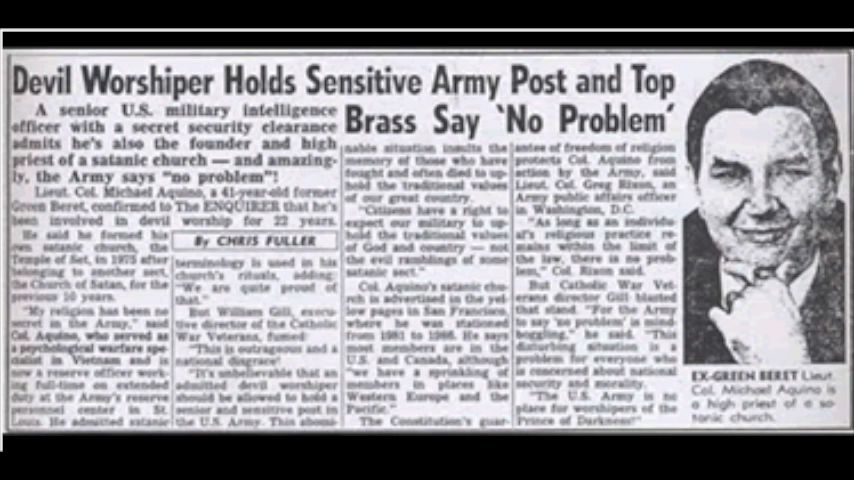 Devil Worshiper Holds Sensitive Army Post and Top
Brass Say 'No Problem'
A senior U.S. military intelligence
officer with a secret security clearance
admits he's also the founder and high
priest of a satanic church — and amazing-
ly, the Army says "no problem"!
Lieut. Col. Michael Aquino, a 41-year-old former
Green Beret, confirmed to The ENQUIRER that he's
been involved in devil worship for 22 years.
He said he formed his
own satanic church, the
Temple of Set, in 1975 after
belonging to another sect,
the Church of Satan, for the
previous 10 years.
"My religion has been no
secret in the Army," said
Col. Aquino, who served as
a psychological warfare spe-
cialist in Vietnam and is
now a reserve officer work-
ing full-time on extended
duty at the Army's reserve
personnel center in St.
Louis. He admitted satanic
By CHRIS FULLER
terminology is used in his
church's rituals, adding:
"We are quite proof of
that."
But William Gill, execu-
tive director of the Catholic
War Veterans, fumed:
"This is outrageous and a
national disgrace!
"It's unbelievable that an
admitted devil worshiper
should be allowed to hold a
senior and sensitive post in
the U.S. Army. This abomi-
nable situation insults the
memory of those who have
fought and often died to up-
hold the traditional values
of our great country.
"Citizens have a right to
expect our military to up-
hold the traditional values
of God and country — not
the evil ramblings of some
satanic sect."
Col. Aquino's satanic chur-
ch is advertised in the yel-
low pages in San Francisco,
where he was stationed
from 1981 to 1986. He says
most members are in the
U.S. and Canada, although
"we have a sprinkling of
members in places like
Western Europe and the
Pacific."
The Constitution's guar-
antee of freedom of religion
protects Col. Aquino from
action by the Army, said
Lieut. Col. Greg Rixon, an
Army public affairs officer
in Washington, D.C.
"As long as an individu-
al's religious practice re-
mains within the limit of
the law, there is no prob-
lem," Col. Rixon said.
But Catholic War Vet-
erans director Gill blasted
that stand. "For the Army
to say 'no problem' is mind-
boggling," he said. "This
disturbing situation is a
problem for everyone who
is concerned about national
security and morality.
"The U.S. Army is no
place for worshipers of the
Prince of Darkness!"
EX-GREEN BERET Lieut.
Col. Michael Aquino is
a high priest of a sa-
tanic church.